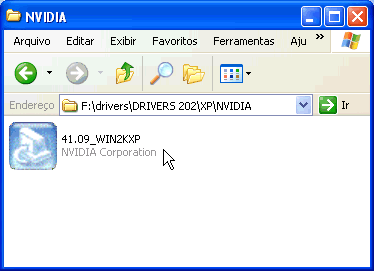 NVIDIA
Arquivo Editar Exibir Favoritos Ferramentas Aju »
Endereço F:\drivers\DRIVERS 202\XP\NVIDIA Ir
41.09_WIN2KXP
NVIDIA Corporation